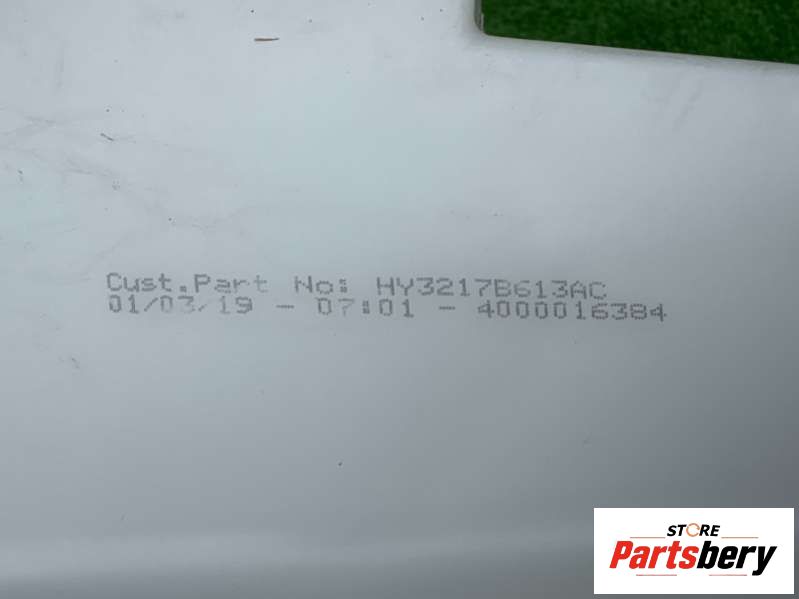 Cust.Part No: HY3217B613AC
01/03/19 - 07:01 - 4000016384
STORE
Partsbery